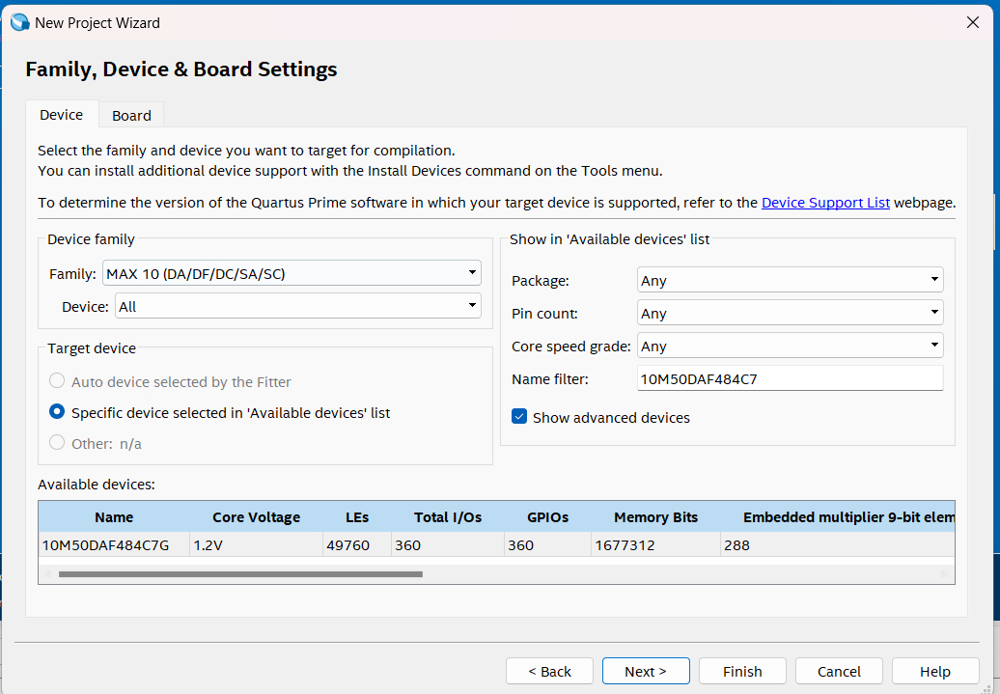 New Project Wizard
Family, Device & Board Settings
Device
Board
Select the family and device you want to target for compilation.
You can install additional device support with the Install Devices command on the Tools menu.
To determine the version of the Quartus Prime software in which your target device is supported, refer to the Device Support List webpage.
Device family
Family: MAX 10 (DA/DF/DC/SA/SC)
Device: All
Target device
Auto device selected by the Fitter
Specific device selected in 'Available devices' list
Other: n/a
Show in 'Available devices' list
Package: Any
Pin count: Any
Core speed grade: Any
Name filter: 10M50DAF484C7
Show advanced devices
Available devices:
Name Core Voltage LEs Total I/Os GPIOs Memory Bits Embedded multiplier 9-bit elem
10M50DAF484C7G 1.2V 49760 360 360 1677312 288
< Back Next > Finish Cancel Help